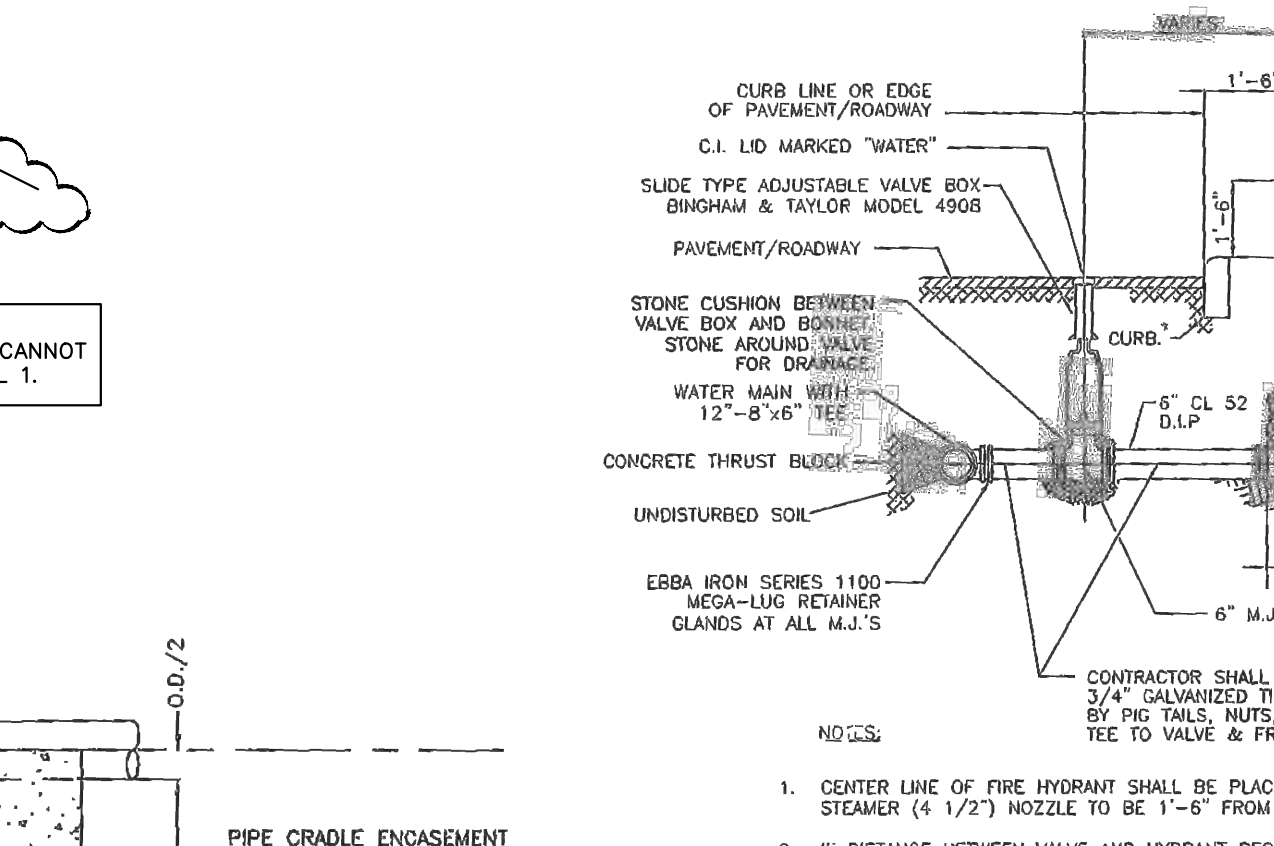 VARIES
1'-6"
CURB LINE OR EDGE
OF PAVEMENT/ROADWAY
C.I. LID MARKED "WATER"
SLIDE TYPE ADJUSTABLE VALVE BOX
BINGHAM & TAYLOR MODEL 4908
1'-6"
PAVEMENT/ROADWAY
STONE CUSHION BETWEEN
VALVE BOX AND BONNET.
STONE AROUND VALVE
FOR DRAINAGE.
CURB.*
CANNOT
1.
WATER MAIN WITH
12"-8"x6" TEE
6" CL 52
D.I.P
CONCRETE THRUST BLOCK
UNDISTURBED SOIL
EBBA IRON SERIES 1100
MEGA-LUG RETAINER
GLANDS AT ALL M.J.'S
6" M.J
CONTRACTOR SHALL
3/4" GALVANIZED
BY PIG TAILS, NUTS,
TEE TO VALVE &
O.D./2
NOTES:
1. CENTER LINE OF FIRE HYDRANT SHALL BE
STEAMER (4 1/2") NOZZLE TO BE 1'-6" FROM
PIPE CRADLE ENCASEMENT
DISTANCE BETWEEN VALVE AND HYDRANT